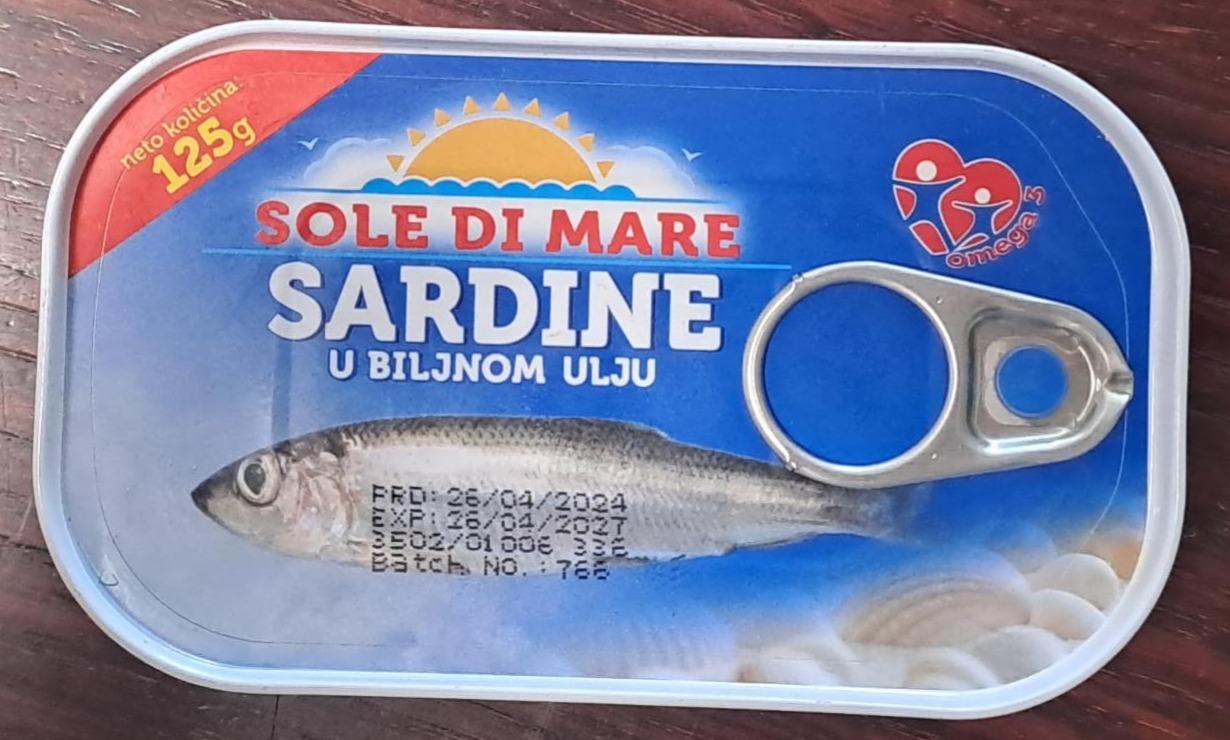 neto količina:
125g
SOLE DI MARE
SARDINE
U BILJNOM ULJU
omega 3
PRD: 26/04/2024
EXP: 26/04/2027
Batch No.: